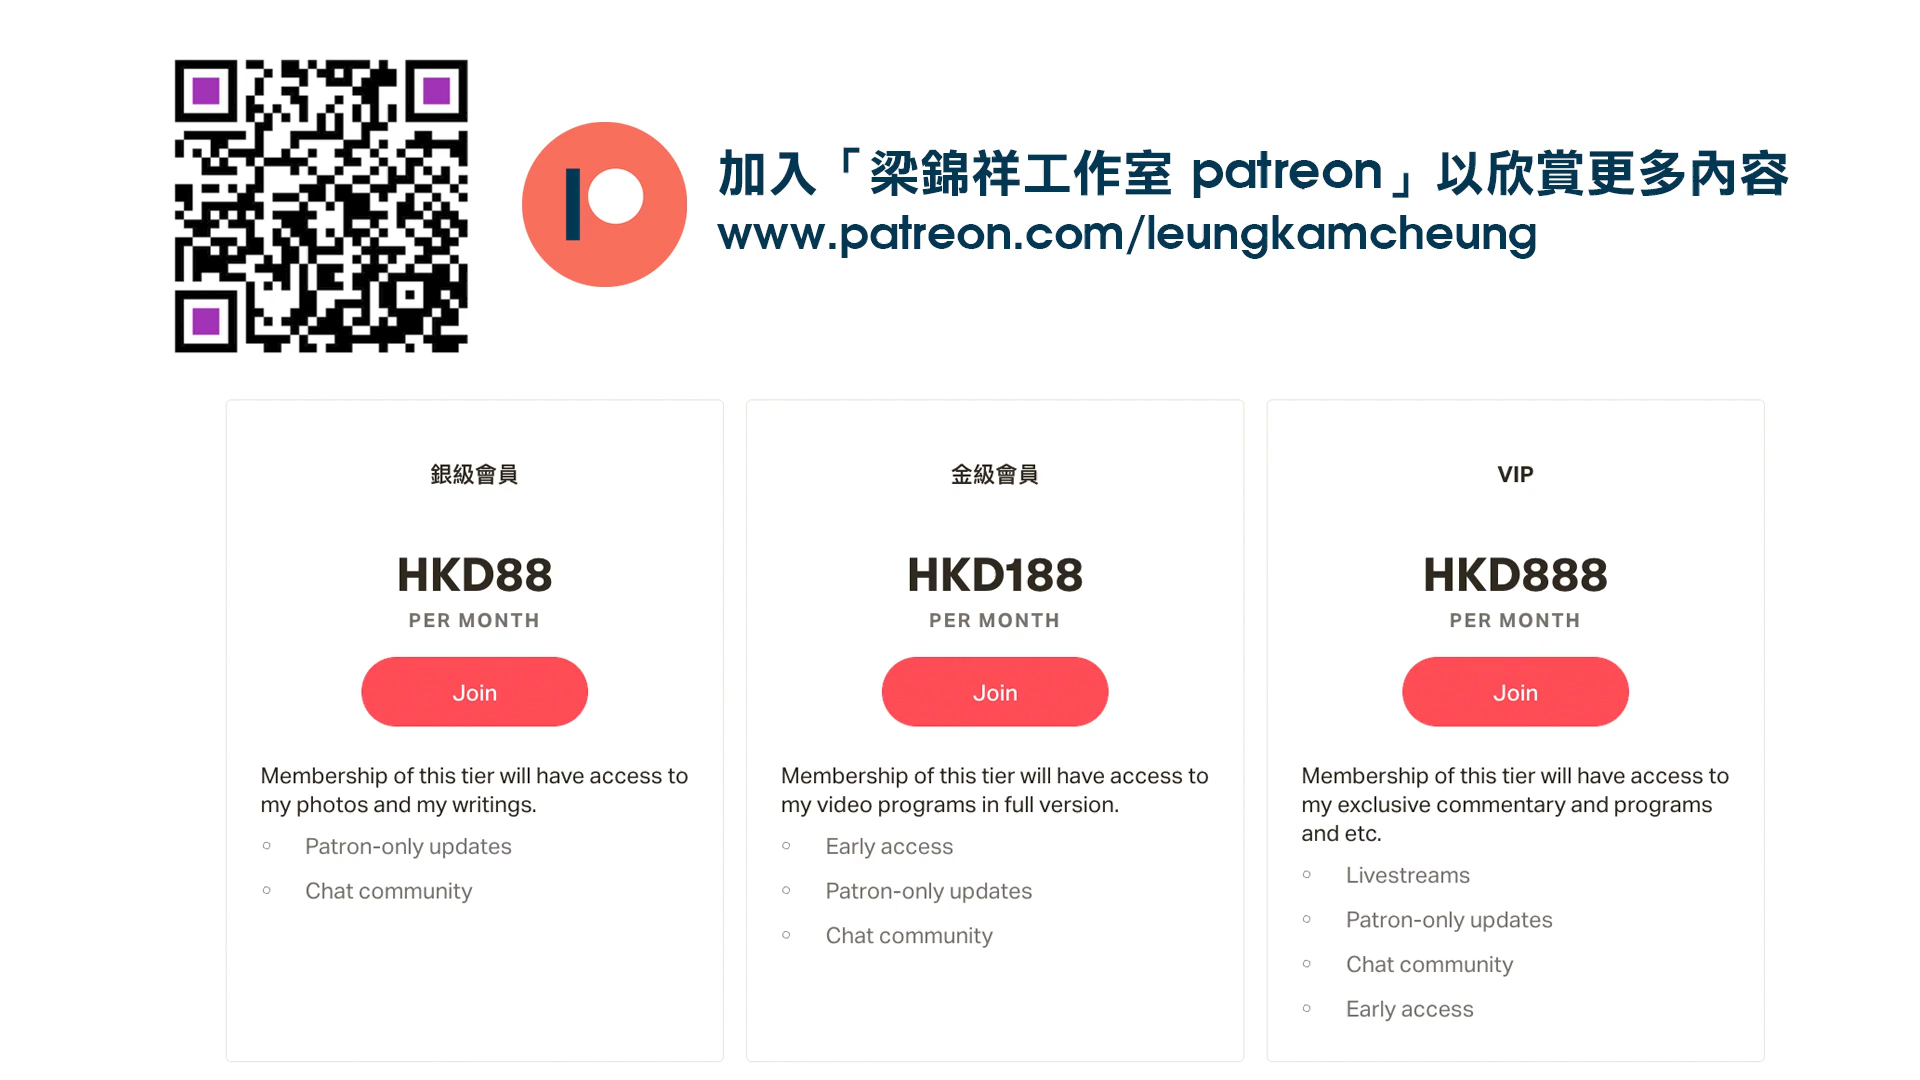 加入「梁錦祥工作室 patreon」以欣賞更多內容
www.patreon.com/leungkamcheung
銀級會員
HKD88
PER MONTH
Join
Membership of this tier will have access to
my photos and my writings.
Patron-only updates
Chat community
金級會員
HKD188
PER MONTH
Join
Membership of this tier will have access to
my video programs in full version.
Early access
Patron-only updates
Chat community
VIP
HKD888
PER MONTH
Join
Membership of this tier will have access to
my exclusive commentary and programs
and etc.
Livestreams
Patron-only updates
Chat community
Early access